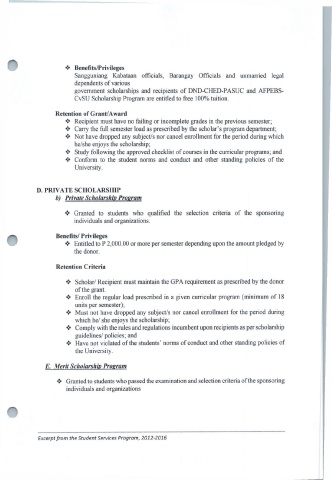 ❖ Benefits/Privileges
Sangguniang Kabataan officials, Barangay Officials and unmarried legal
dependents of various
government scholarships and recipients of DND-CHED-PASUC and AFPEBS-
CvSU Scholarship Program are entitled to free 100% tuition.
Retention of Grant/Award
❖ Recipient must have no failing or incomplete grades in the previous semester;
❖ Carry the full semester load as prescribed by the scholar's program department;
❖ Not have dropped any subject/s nor cancel enrollment for the period during which
he/she enjoys the scholarship;
❖ Study following the approved checklist of courses in the curricular programs; and
❖ Conform to the student norms and conduct and other standing policies of the
University.
D. PRIVATE SCHOLARSHIP
b) Private Scholarship Program
❖ Granted to students who qualified the selection criteria of the sponsoring
individuals and organizations.
Benefits/ Privileges
❖ Entitled to P 2,000.00 or more per semester depending upon the amount pledged by
the donor.
Retention Criteria
❖ Scholar/ Recipient must maintain the GPA requirement as prescribed by the donor
of the grant.
❖ Enroll the regular load prescribed in a given curricular program (minimum of 18
units per semester);
❖ Must not have dropped any subject/s nor cancel enrollment for the period during
which he/ she enjoys the scholarship;
❖ Comply with the rules and regulations incumbent upon recipients as per scholarship
guidelines/ policies; and
❖ Have not violated of the students' norms of conduct and other standing policies of
the University.
E. Merit Scholarship Program
❖ Granted to students who passed the examination and selection criteria of the sponsoring
individuals and organizations
Excerpt from the Student Services Program, 2012-2016